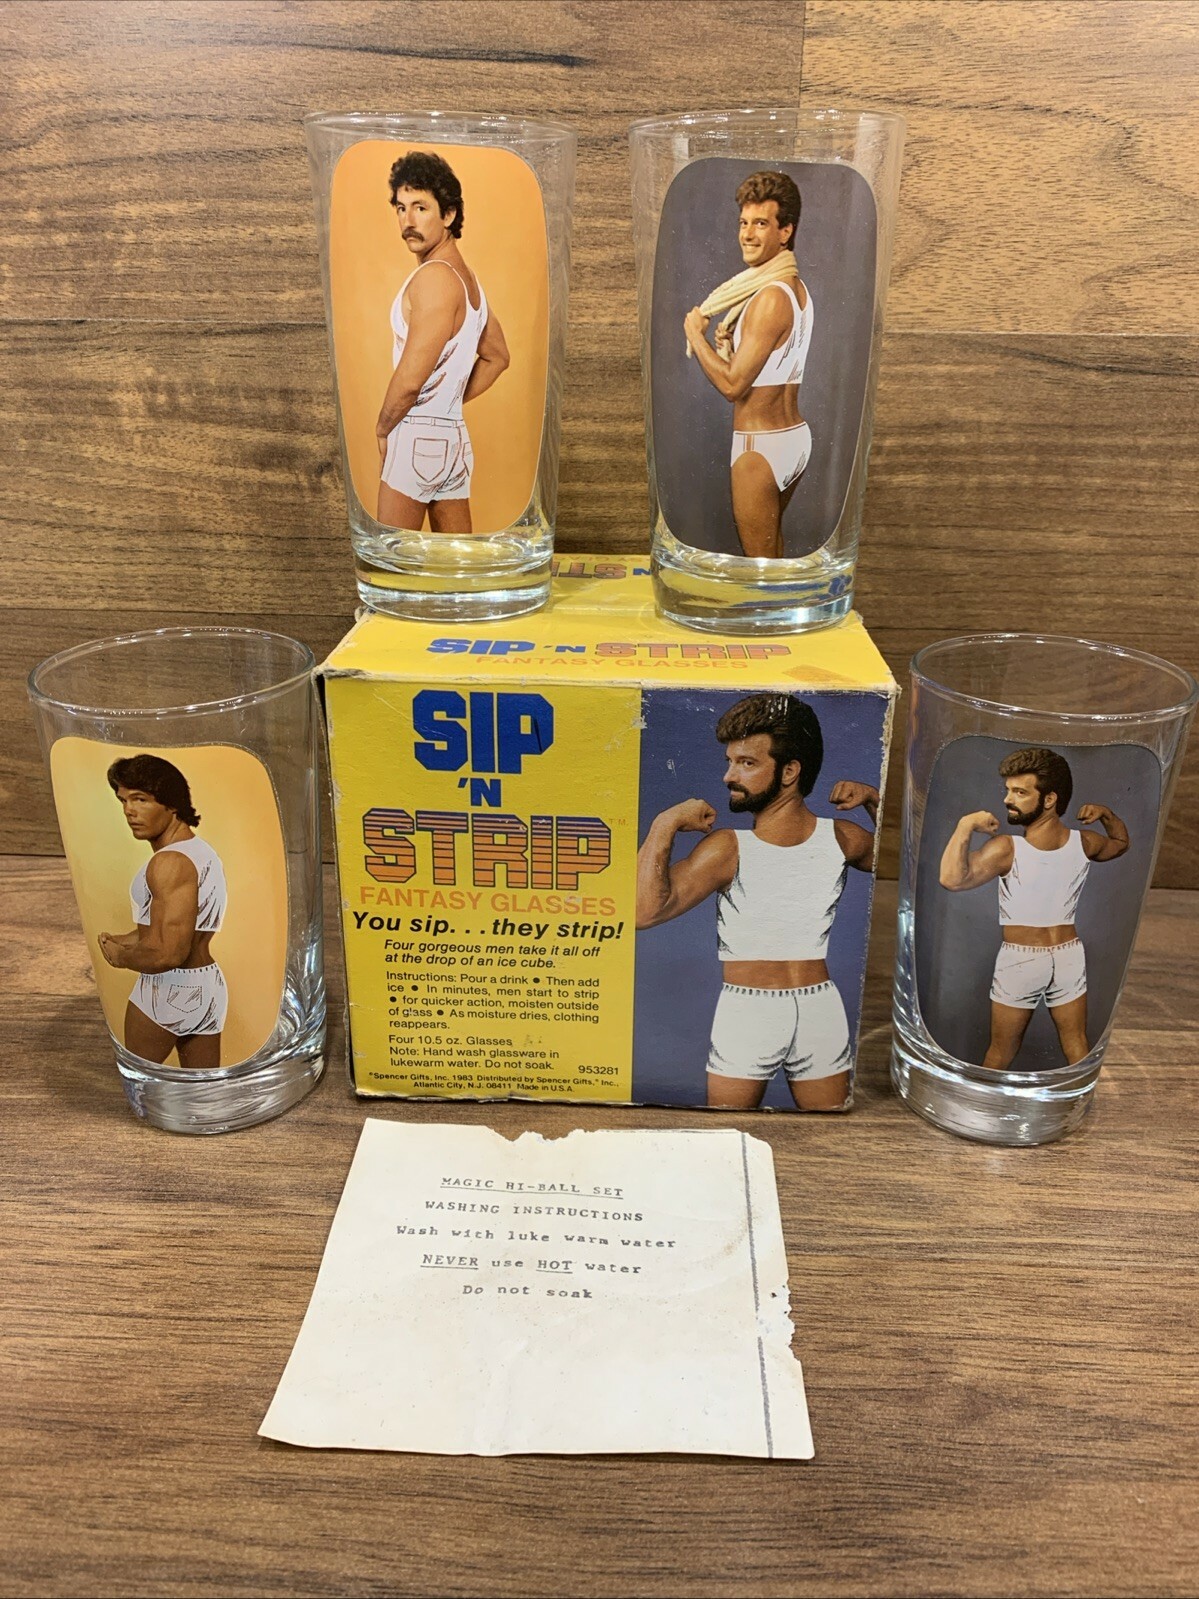 SIP 'N STRIP
FANTASY GLASSES
SIP
'N
STRIP™
FANTASY GLASSES
You sip...they strip!
Four gorgeous men take it all off
at the drop of an ice cube.
Instructions: Pour a drink ● Then add
ice ● In minutes, men start to strip
● for quicker action, moisten outside
of glass ● As moisture dries, clothing
reappears.
Four 10.5 oz. Glasses
Note: Hand wash glassware in
lukewarm water. Do not soak. 953281
Spencer Gifts, Inc. 1983 Distributed by Spencer Gifts, Inc.,
Atlantic City, N.J. 08411 Made in U.S.A.
MAGIC HI-BALL SET
WASHING INSTRUCTIONS
Wash with luke warm water
NEVER use HOT water
Do not soak